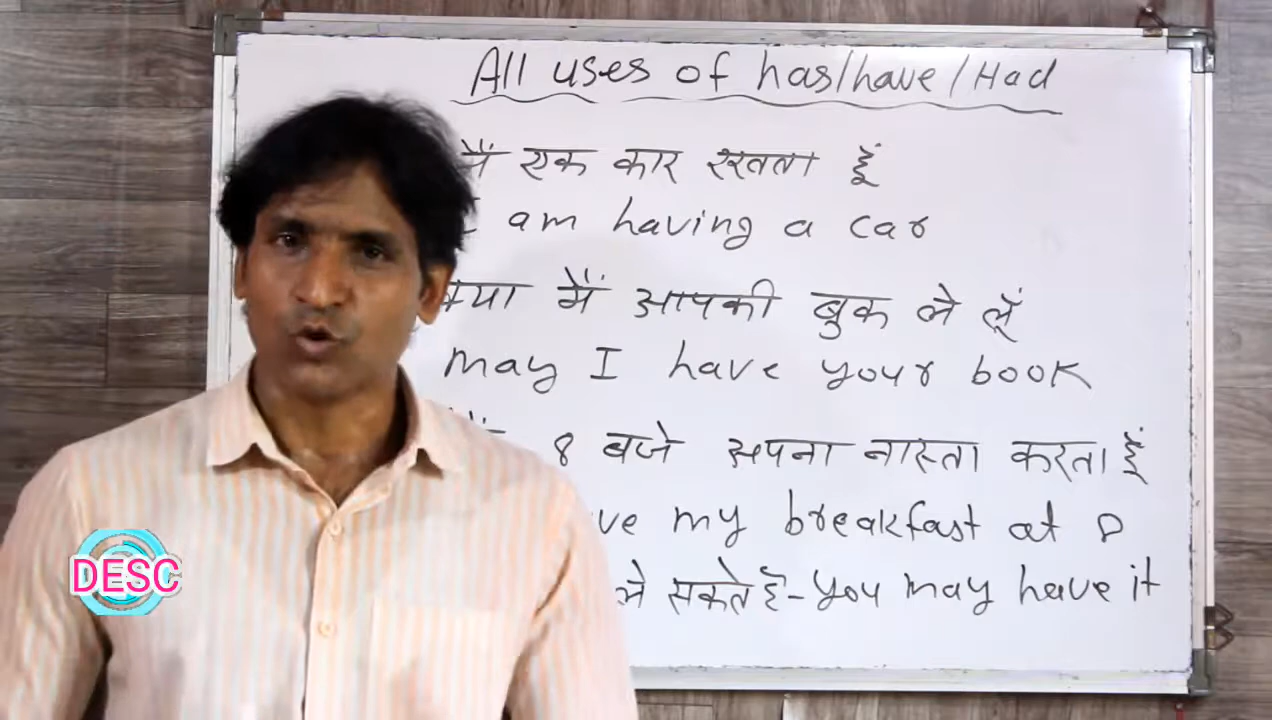 All uses of has/have/Had
मैं एक कार रखता हूं
I am having a car
क्या मैं आपकी बुक ले लूं
may I have your book
8 बजे अपना नास्ता करता हूँ
my breakfast at 8
ले सकते है - you may have it
DESC